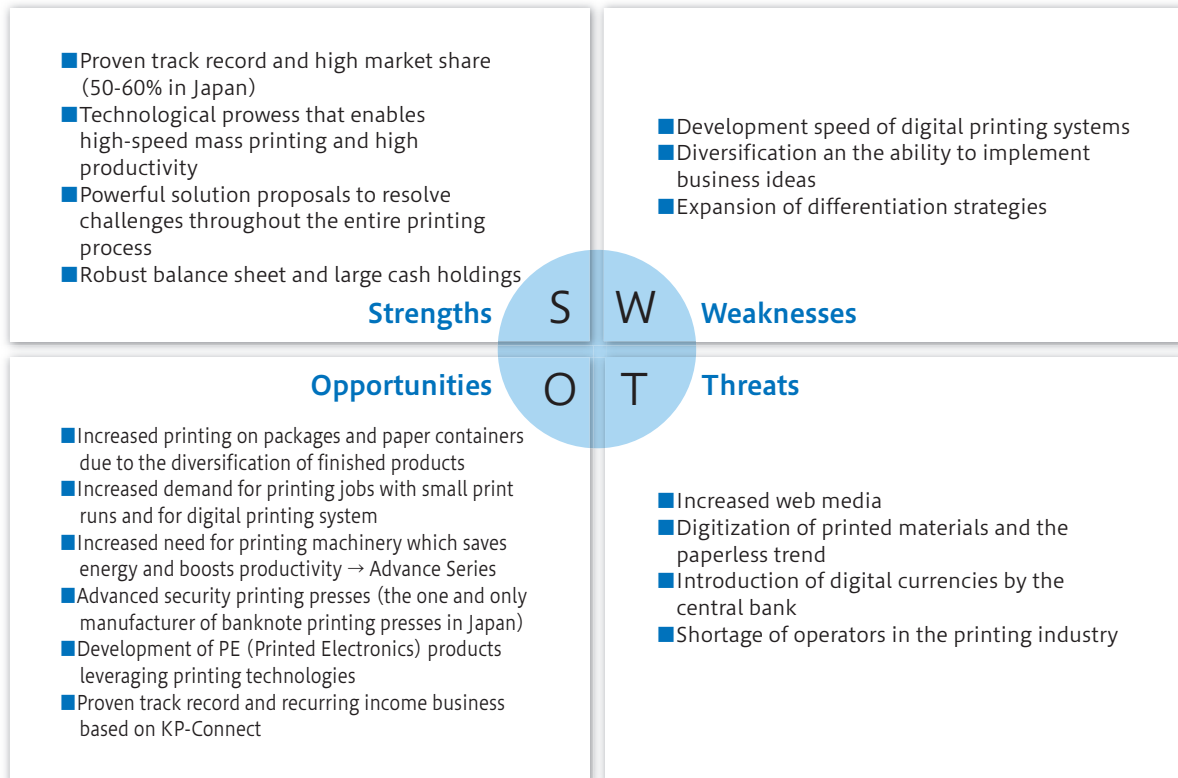 ■Proven track record and high market share
(50-60% in Japan)
■Technological prowess that enables
high-speed mass printing and high
productivity
■Powerful solution proposals to resolve
challenges throughout the entire printing
process
■Robust balance sheet and large cash holdings
Strengths
■Development speed of digital printing systems
■Diversification an the ability to implement
business ideas
■Expansion of differentiation strategies
S W
Weaknesses
Opportunities
O T
Threats
■Increased printing on packages and paper containers
due to the diversification of finished products
■Increased demand for printing jobs with small print
runs and for digital printing system
■Increased need for printing machinery which saves
energy and boosts productivity → Advance Series
■Advanced security printing presses (the one and only
manufacturer of banknote printing presses in Japan)
■Development of PE (Printed Electronics) products
leveraging printing technologies
■Proven track record and recurring income business
based on KP-Connect
■Increased web media
■Digitization of printed materials and the
paperless trend
■Introduction of digital currencies by the
central bank
■Shortage of operators in the printing industry